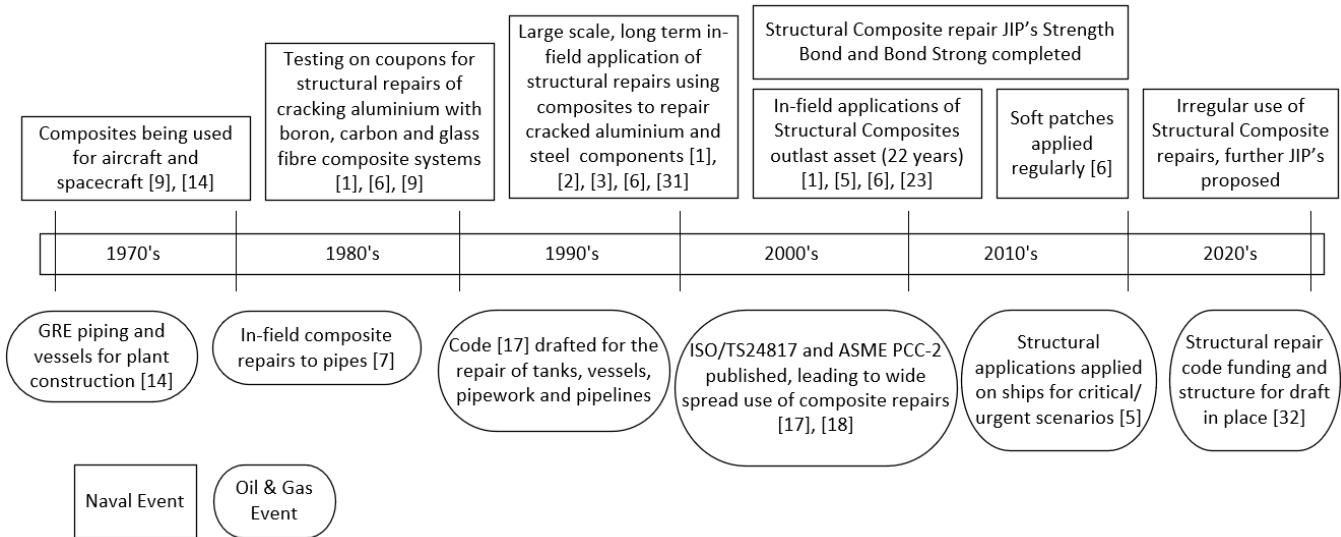 Composites being used
for aircraft and
spacecraft [9], [14]
Testing on coupons for
structural repairs of
cracking aluminium with
boron, carbon and glass
fibre composite systems
[1], [6], [9]
Large scale, long term in-
field application of
structural repairs using
composites to repair
cracked aluminium and
steel components [1],
[2], [3], [6], [31]
Structural Composite repair JIP’s Strength
Bond and Bond Strong completed
In-field applications of
Structural Composites
outlast asset (22 years)
[1], [5], [6], [23]
Soft patches
applied
regularly [6]
Irregular use of
Structural Composite
repairs, further JIP’s
proposed
1970's
1980's
1990's
2000's
2010's
2020's
GRE piping and
vessels for plant
construction [14]
In-field composite
repairs to pipes [7]
Code [17] drafted for the
repair of tanks, vessels,
pipework and pipelines
ISO/TS24817 and ASME PCC-2
published, leading to wide
spread use of composite repairs
[17], [18]
Structural
applications applied
on ships for critical/
urgent scenarios [5]
Structural repair
code funding and
structure for draft
in place [32]
Naval Event
Oil & Gas
Event